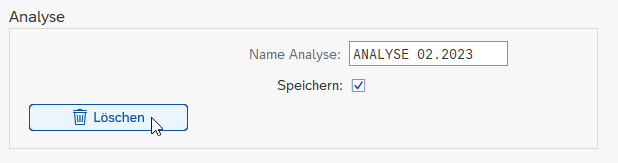 Analyse
Name Analyse: ANALYSE 02.2023
Speichern:
Löschen